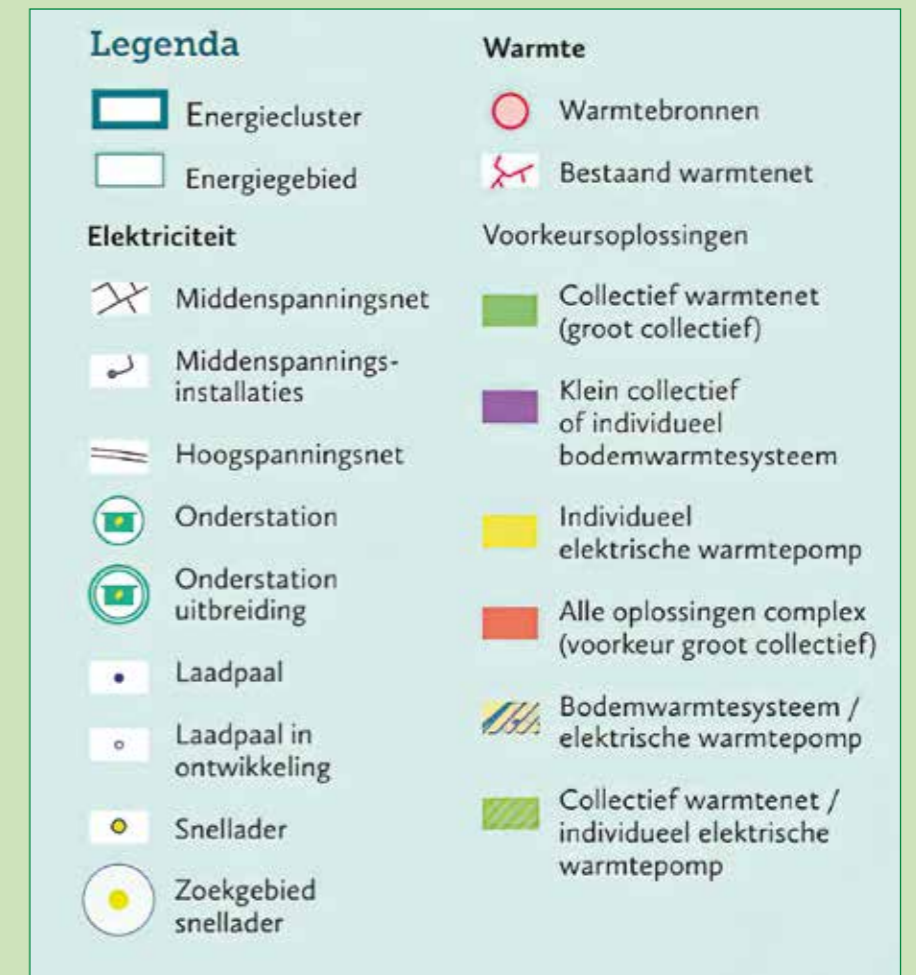 Legenda
Energiecluster
Energiegebied
Elektriciteit
Middenspanningsnet
Middenspannings-
installaties
Hoogspanningsnet
Onderstation
Onderstation
uitbreiding
Laadpaal
Laadpaal in
ontwikkeling
Snellader
Zoekgebied
snellader
Warmte
Warmtebronnen
Bestaand warmtenet
Voorkeursoplossingen
Collectief warmtenet
(groot collectief)
Klein collectief
of individueel
bodemwarmtesysteem
Individueel
elektrische warmtepomp
Alle oplossingen complex
(voorkeur groot collectief)
Bodemwarmtesysteem /
elektrische warmtepomp
Collectief warmtenet /
individueel elektrische
warmtepomp